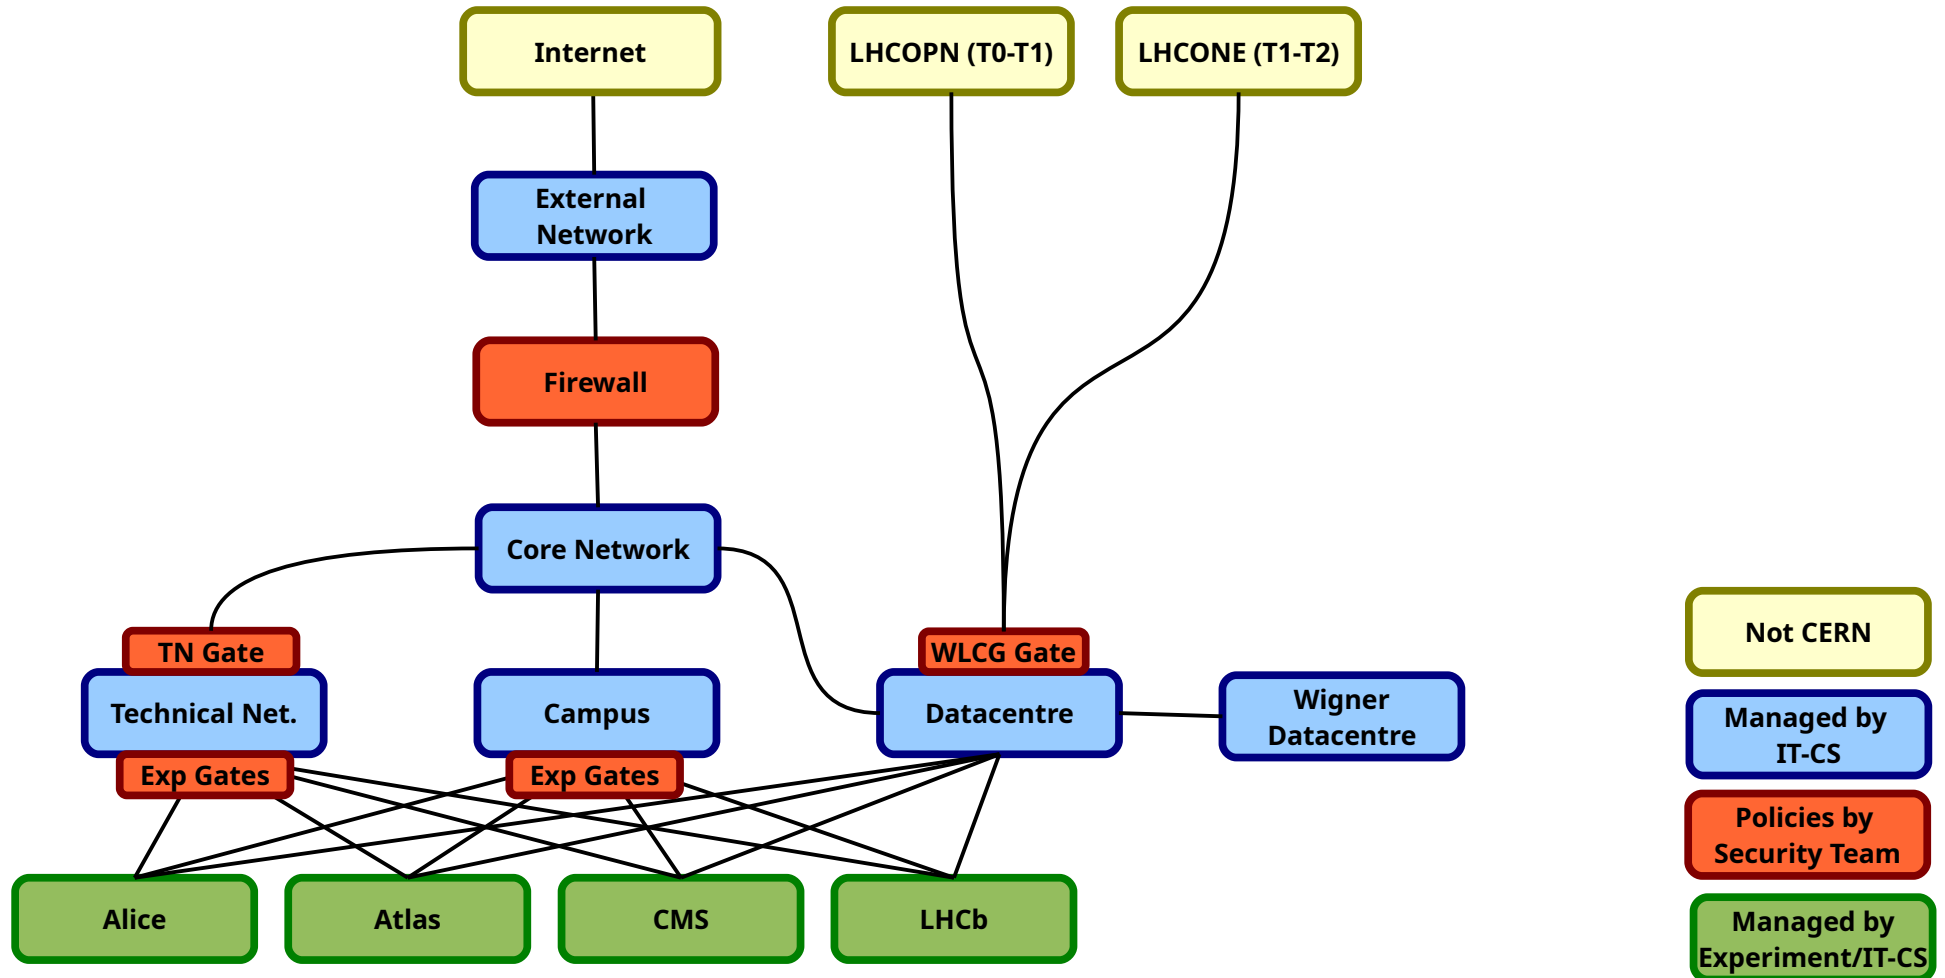 Internet
LHCOPN (T0-T1)
LHCONE (T1-T2)
External
Network
Firewall
Core Network
TN Gate
WLCG Gate
Technical Net.
Campus
Datacentre
Wigner
Datacentre
Exp Gates
Exp Gates
Alice
Atlas
CMS
LHCb
Not CERN
Managed by
IT-CS
Policies by
Security Team
Managed by
Experiment/IT-CS